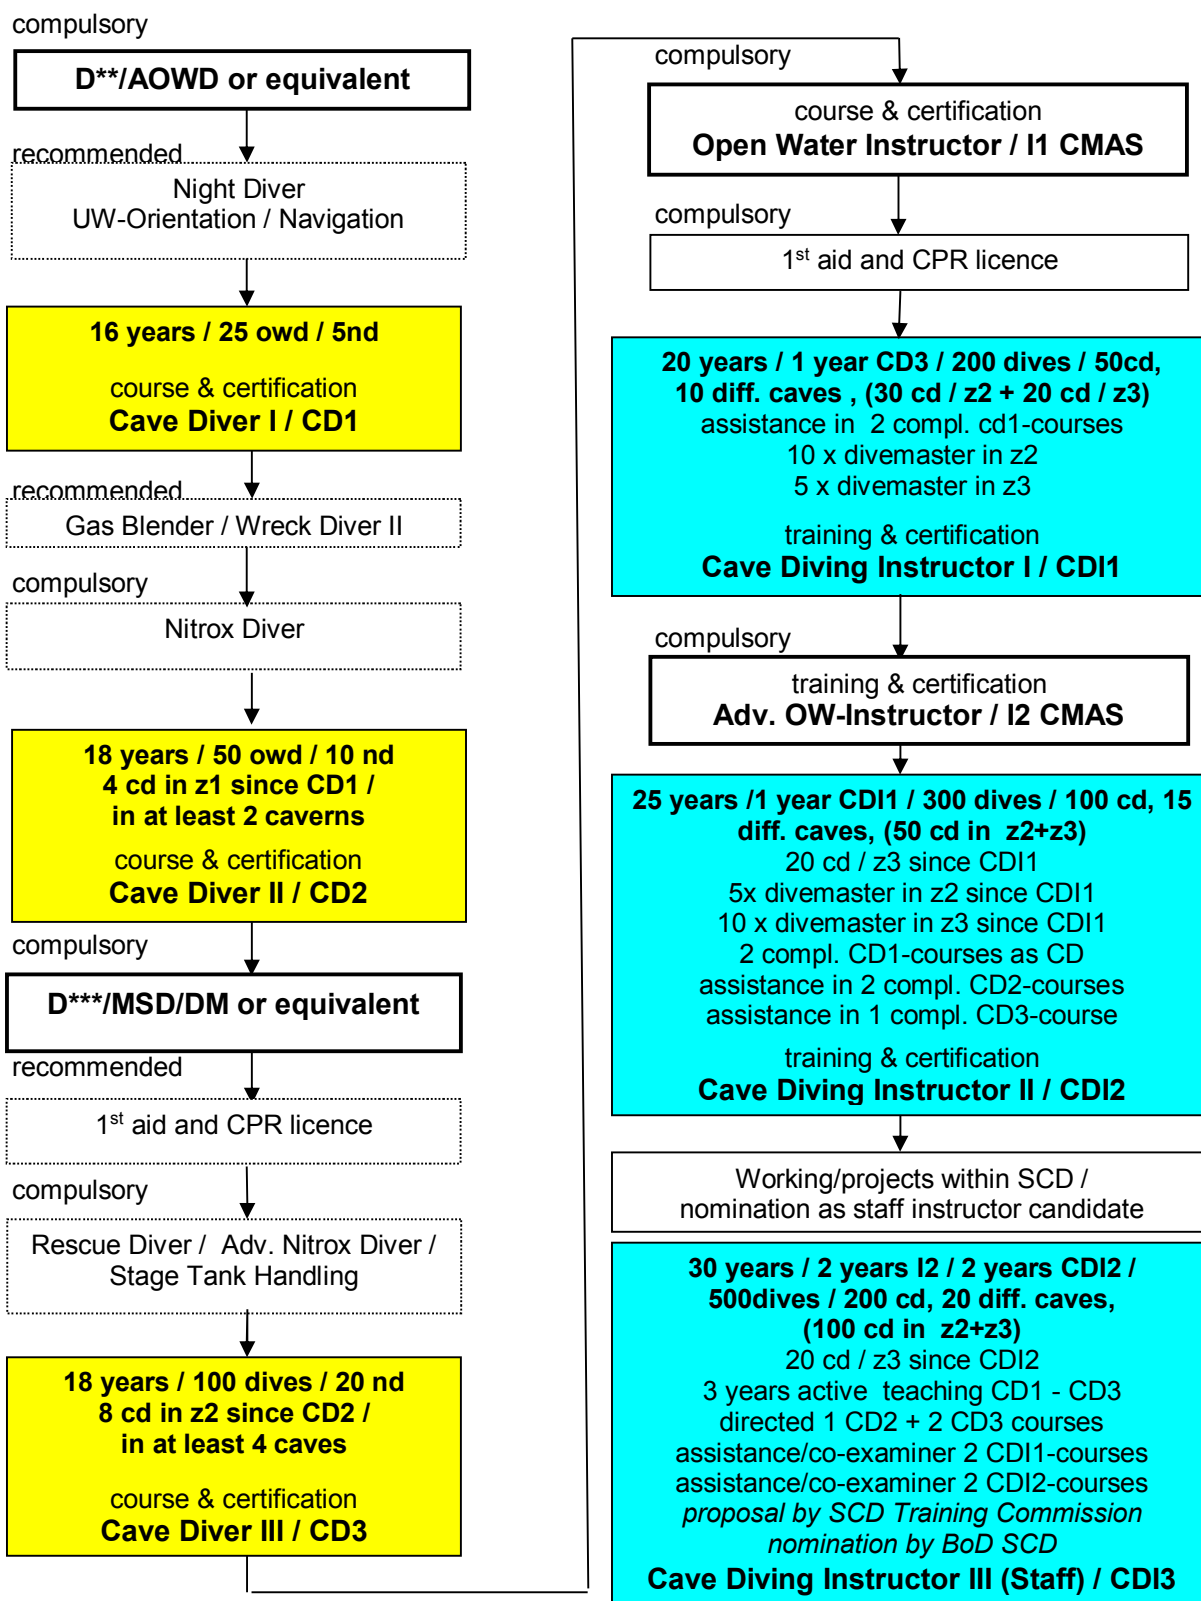 compulsory
D**/AOWD or equivalent
recommended
Night Diver
UW-Orientation / Navigation
16 years / 25 owd / 5nd
course & certification
Cave Diver I / CD1
recommended
Gas Blender / Wreck Diver II
compulsory
Nitrox Diver
18 years / 50 owd / 10 nd
4 cd in z1 since CD1 /
in at least 2 caverns
course & certification
Cave Diver II / CD2
compulsory
D***/MSD/DM or equivalent
recommended
1st aid and CPR licence
compulsory
Rescue Diver / Adv. Nitrox Diver /
Stage Tank Handling
18 years / 100 dives / 20 nd
8 cd in z2 since CD2 /
in at least 4 caves
course & certification
Cave Diver III / CD3
compulsory
course & certification
Open Water Instructor / I1 CMAS
compulsory
1st aid and CPR licence
20 years / 1 year CD3 / 200 dives / 50cd,
10 diff. caves , (30 cd / z2 + 20 cd / z3)
assistance in 2 compl. cd1-courses
10 x divemaster in z2
5 x divemaster in z3
training & certification
Cave Diving Instructor I / CDI1
compulsory
training & certification
Adv. OW-Instructor / I2 CMAS
25 years /1 year CDI1 / 300 dives / 100 cd, 15
diff. caves, (50 cd in z2+z3)
20 cd / z3 since CDI1
5x divemaster in z2 since CDI1
10 x divemaster in z3 since CDI1
2 compl. CD1-courses as CD
assistance in 2 compl. CD2-courses
assistance in 1 compl. CD3-course
training & certification
Cave Diving Instructor II / CDI2
Working/projects within SCD /
nomination as staff instructor candidate
30 years / 2 years I2 / 2 years CDI2 /
500dives / 200 cd, 20 diff. caves,
(100 cd in z2+z3)
20 cd / z3 since CDI2
3 years active teaching CD1 - CD3
directed 1 CD2 + 2 CD3 courses
assistance/co-examiner 2 CDI1-courses
assistance/co-examiner 2 CDI2-courses
proposal by SCD Training Commission
nomination by BoD SCD
Cave Diving Instructor III (Staff) / CDI3